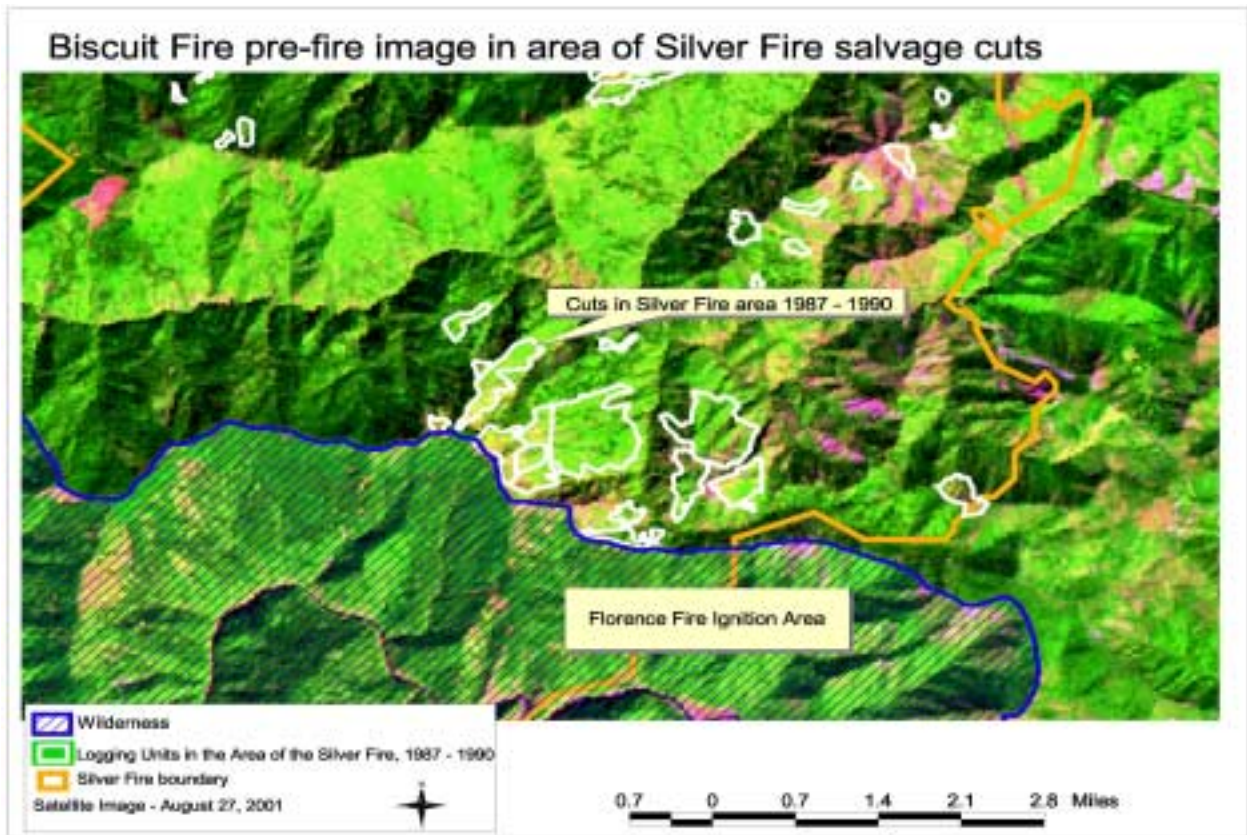 Biscuit Fire pre-fire image in area of Silver Fire salvage cuts
Cuts in Silver Fire area 1987 - 1990
Florence Fire Ignition Area
Wilderness
Logging Units in the Area of the Silver Fire, 1987 - 1990
Silver Fire boundary
Satellite Image - August 27, 2001
0.7 0 0.7 1.4 2.1 2.8 Miles